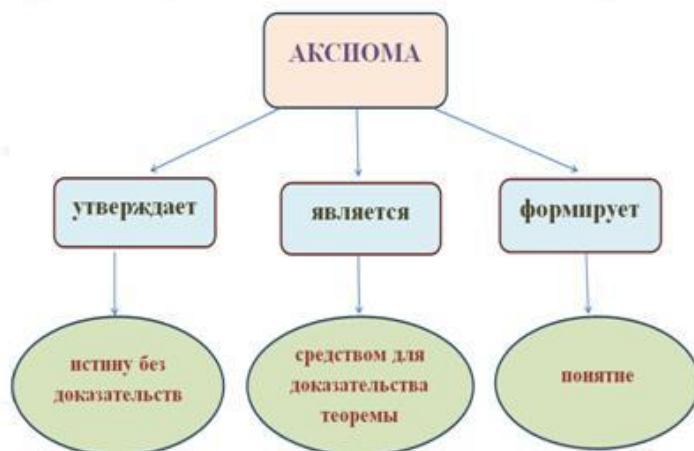 АКСИОМА
утверждает
является
формирует
истину без
доказательств
средством для
доказательства
теоремы
понятие